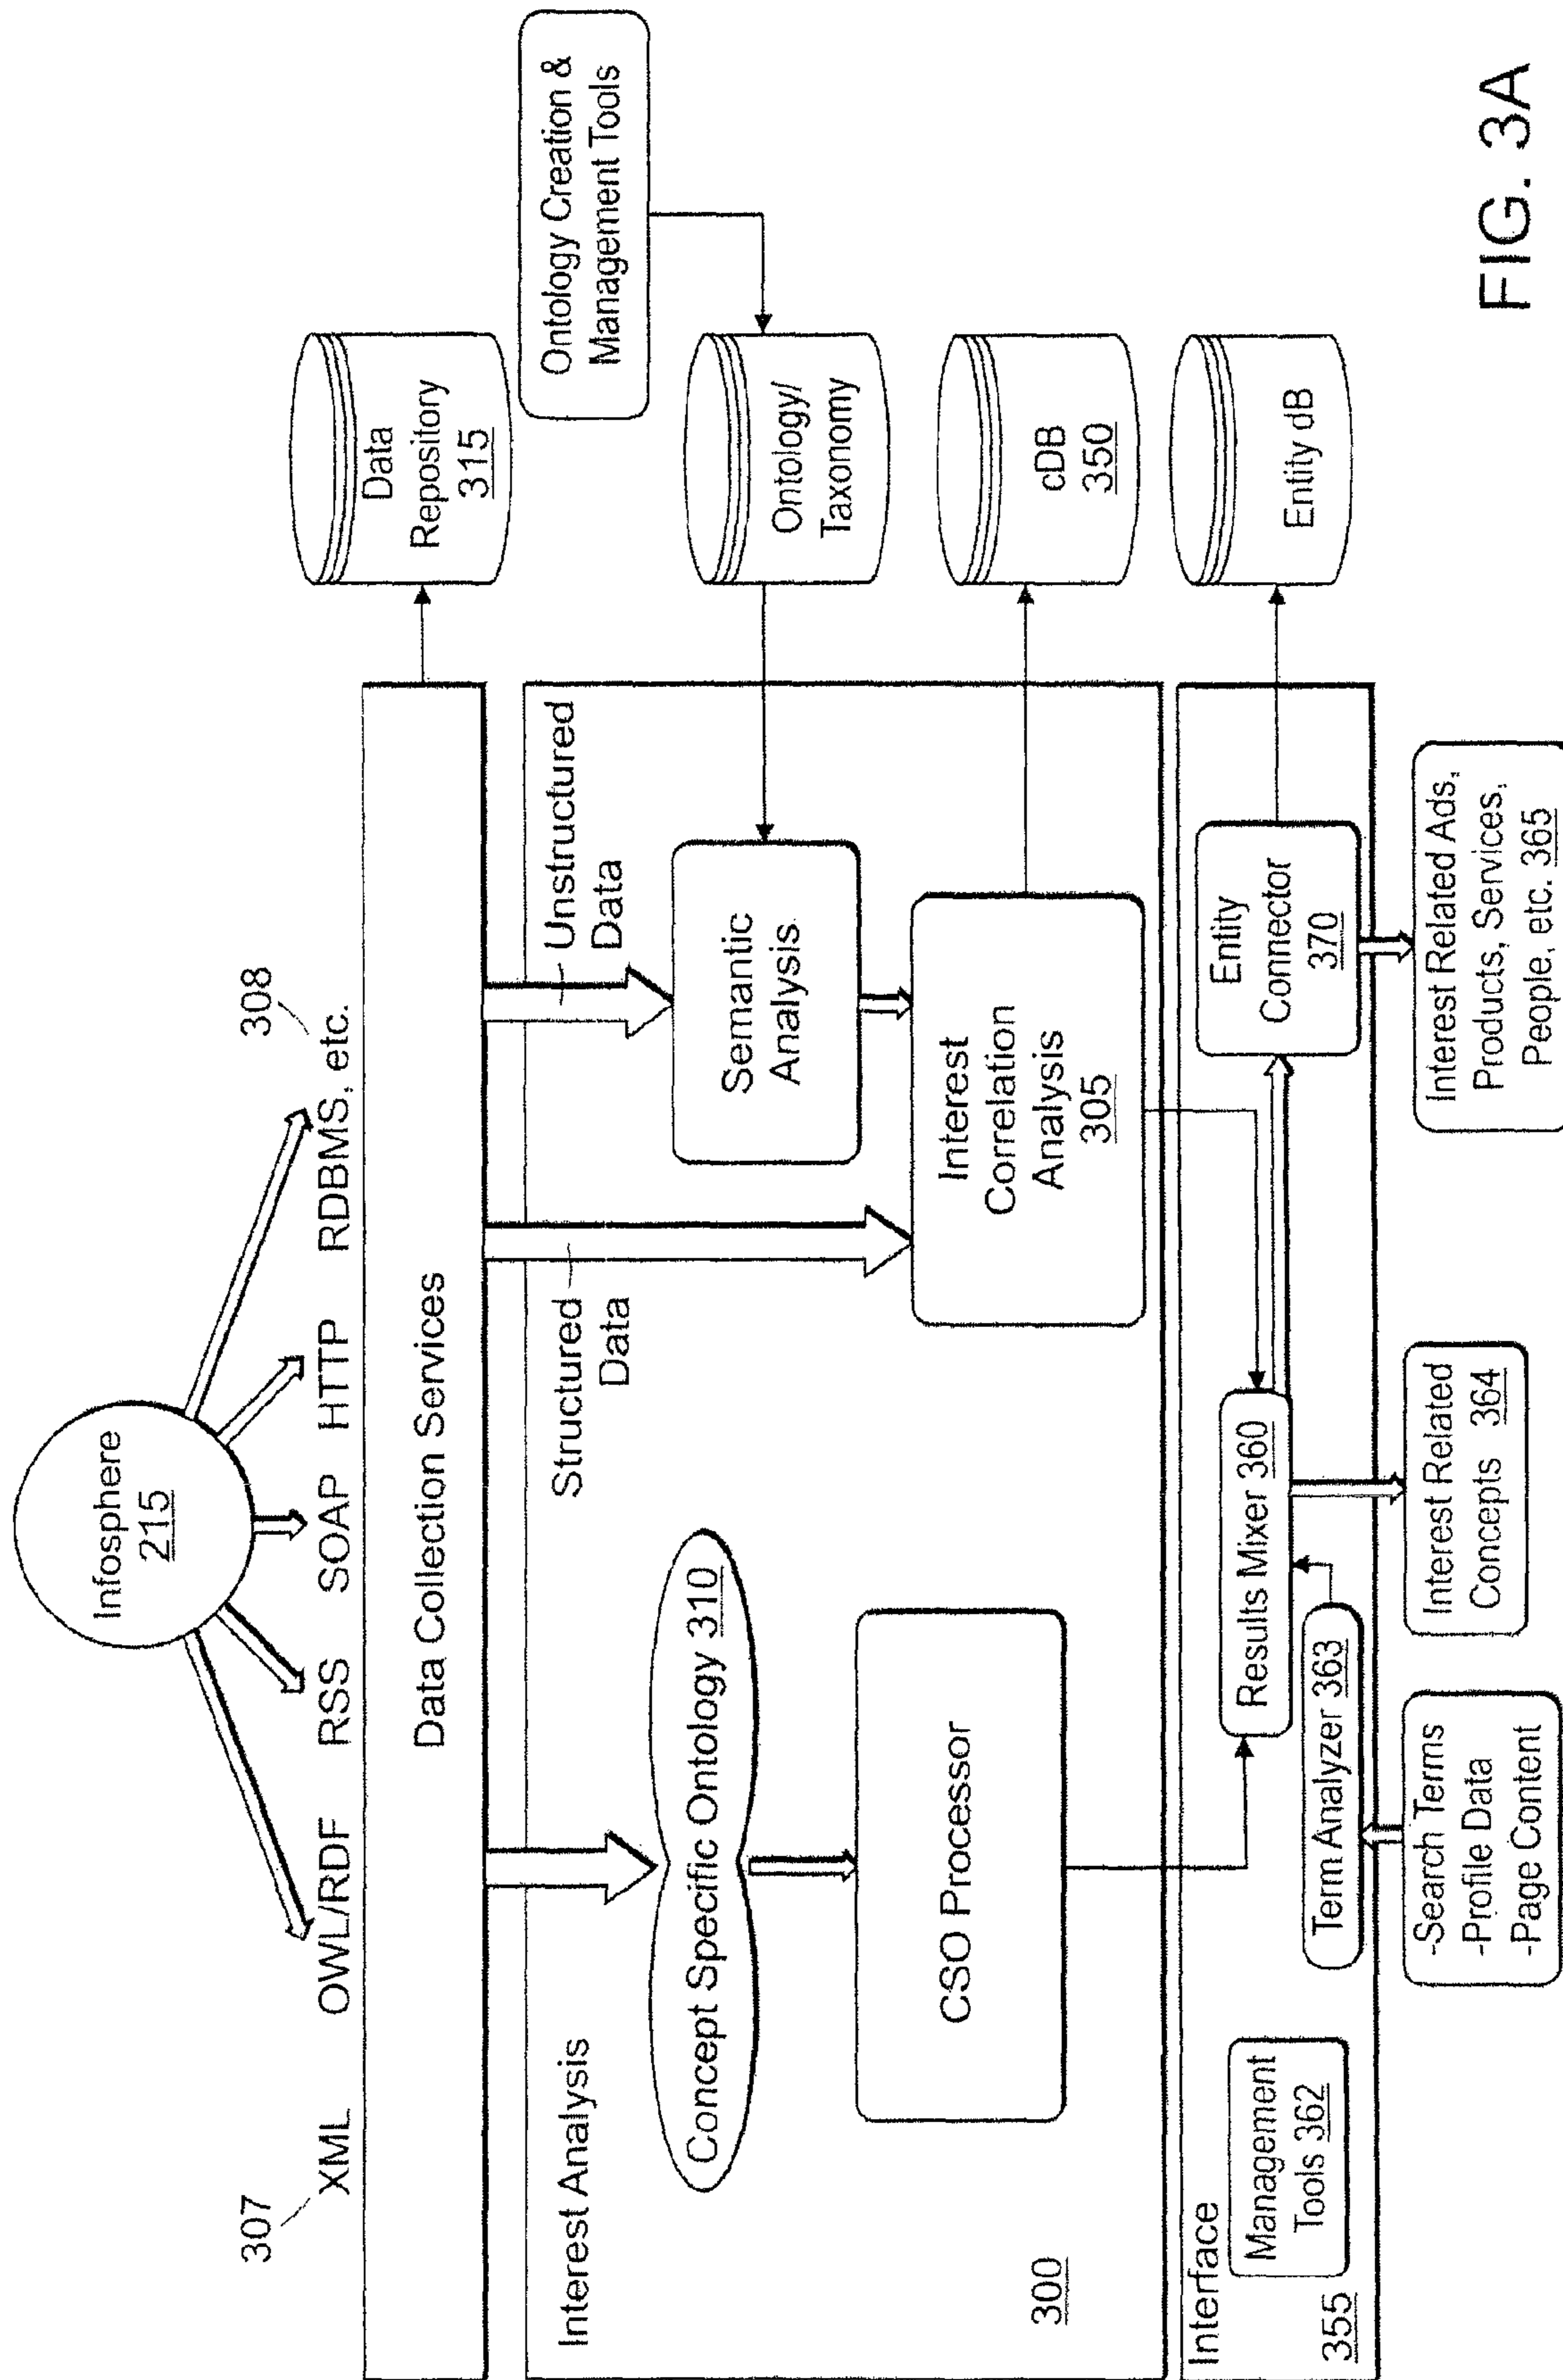 Infosphere
215
307
308
XML OWL/RDF RSS SOAP HTTP RDBMS, etc.
Data Collection Services
Data
Repository
315
Ontology Creation &
Management Tools
Interest Analysis
Structured
Data
Unstructured
Data
Concept Specific Ontology 310
Semantic
Analysis
Ontology/
Taxonomy
CSO Processor
Interest
Correlation
Analysis
305
cDB
350
300
Interface
Management
Tools 362
355
Results Mixer 360
Term Analyzer 363
Entity
Connector
370
Entity dB
-Search Terms
-Profile Data
-Page Content
Interest Related
Concepts 364
Interest Related Ads,
Products, Services,
People, etc. 365
FIG. 3A